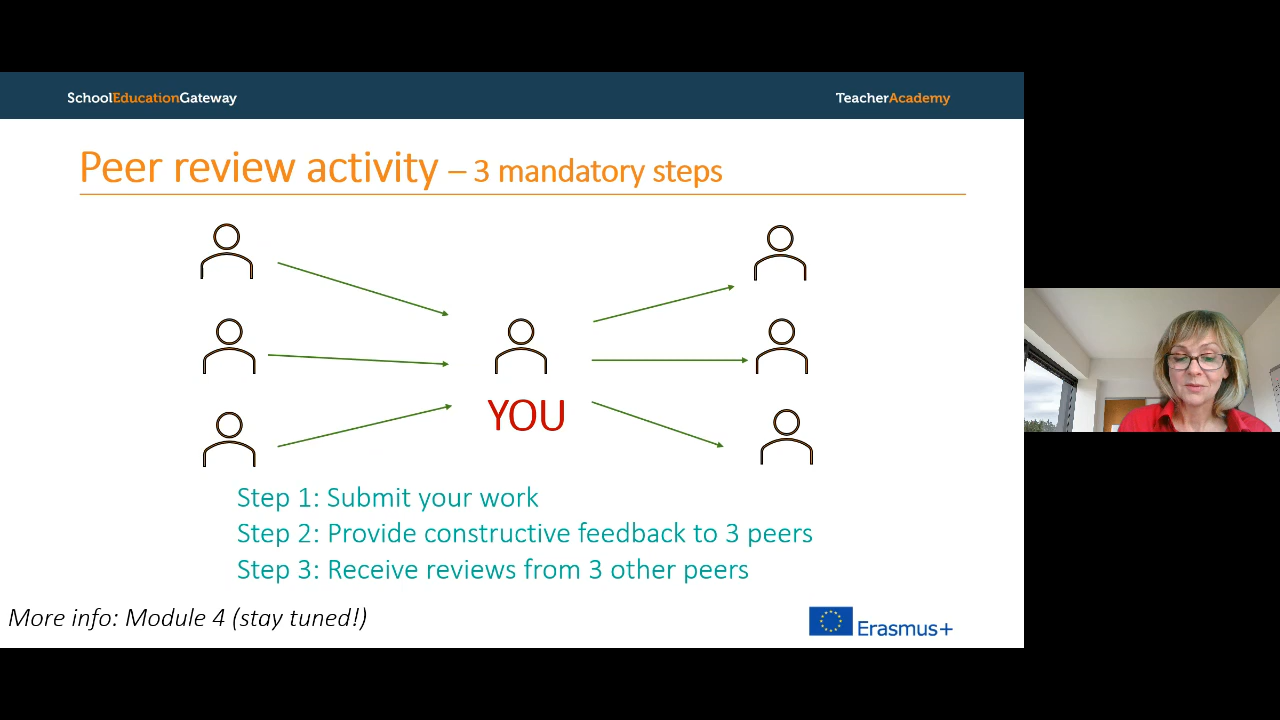 SchoolEducationGateway
TeacherAcademy
Peer review activity – 3 mandatory steps
YOU
Step 1: Submit your work
Step 2: Provide constructive feedback to 3 peers
Step 3: Receive reviews from 3 other peers
More info: Module 4 (stay tuned!)
Erasmus+